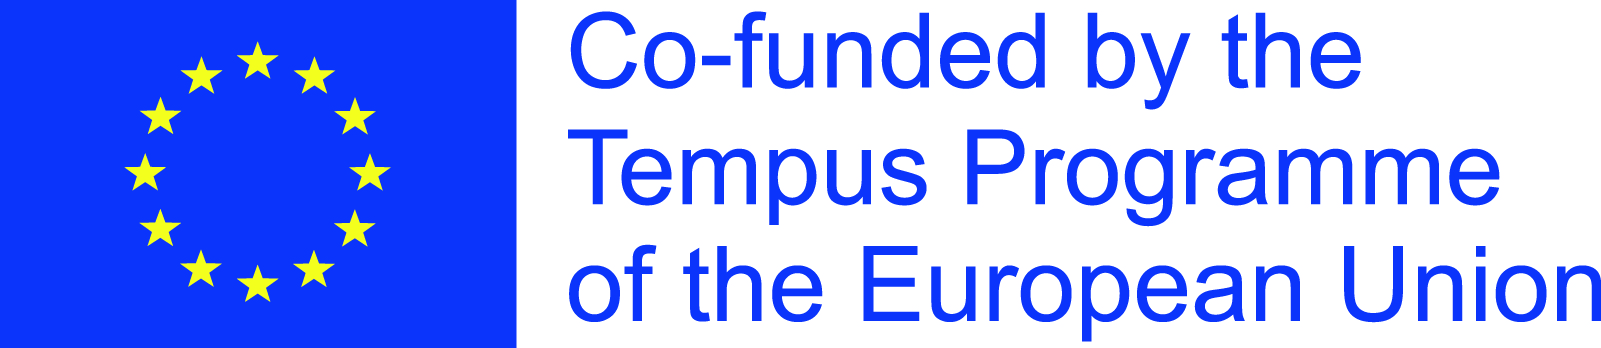 Co-funded by the
Tempus Programme
of the European Union